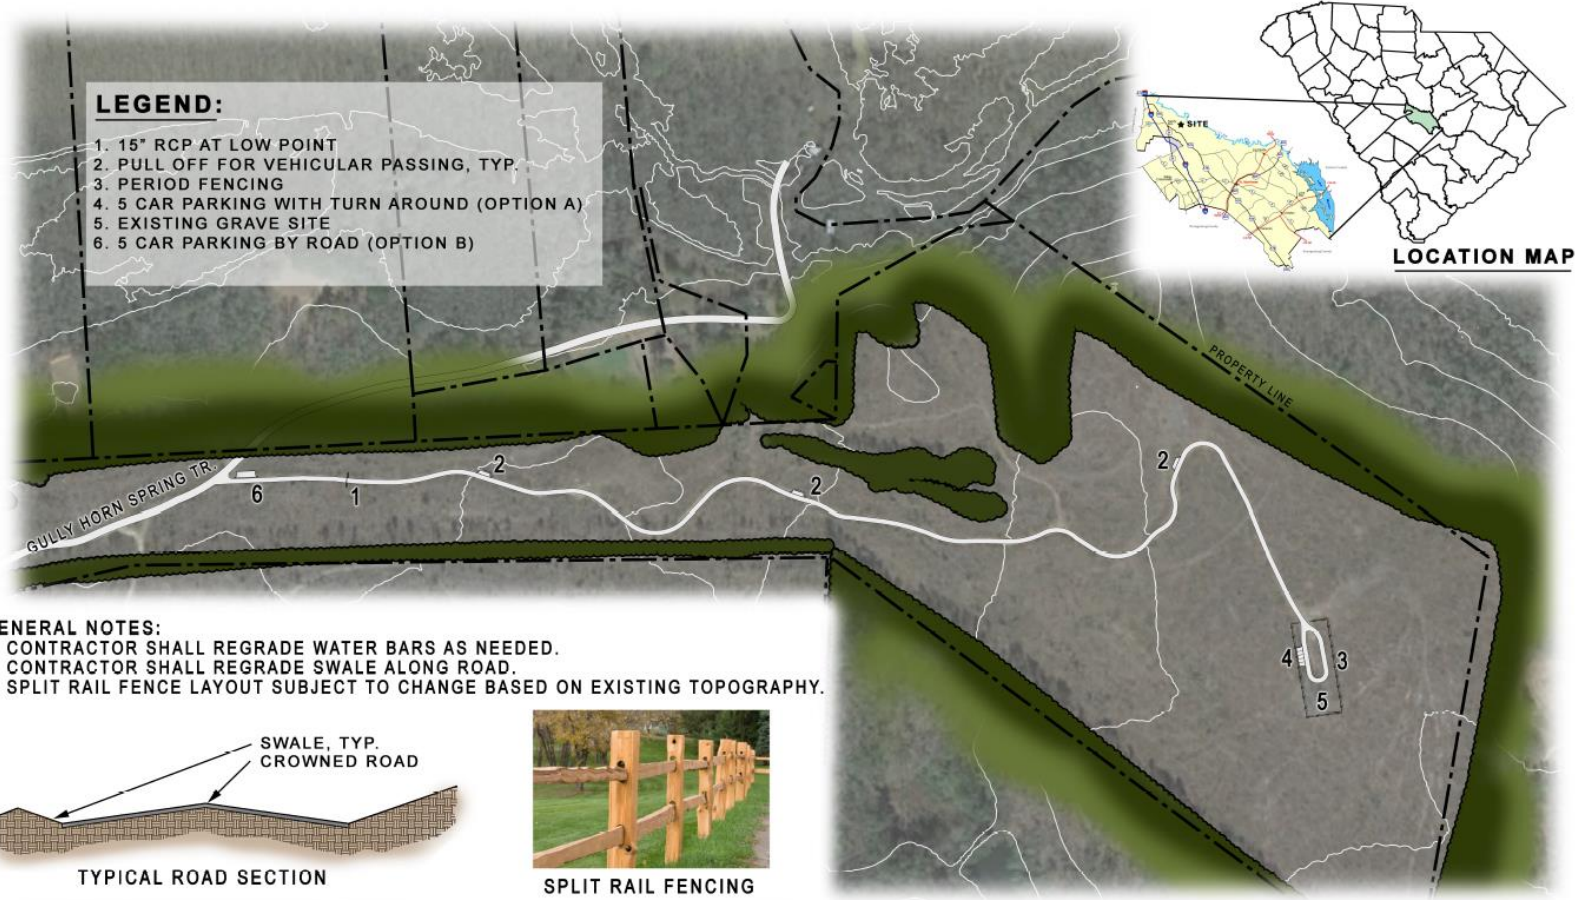 LEGEND:
1. 15" RCP AT LOW POINT
2. PULL OFF FOR VEHICULAR PASSING, TYP.
3. PERIOD FENCING
4. 5 CAR PARKING WITH TURN AROUND (OPTION A)
5. EXISTING GRAVE SITE
6. 5 CAR PARKING BY ROAD (OPTION B)
SITE
LOCATION MAP
PROPERTY LINE
GULLY HORN SPRING TR.
6
1
2
2
2
4
3
5
ENERAL NOTES:
CONTRACTOR SHALL REGRADE WATER BARS AS NEEDED.
CONTRACTOR SHALL REGRADE SWALE ALONG ROAD.
SPLIT RAIL FENCE LAYOUT SUBJECT TO CHANGE BASED ON EXISTING TOPOGRAPHY.
SWALE, TYP.
CROWNED ROAD
TYPICAL ROAD SECTION
SPLIT RAIL FENCING